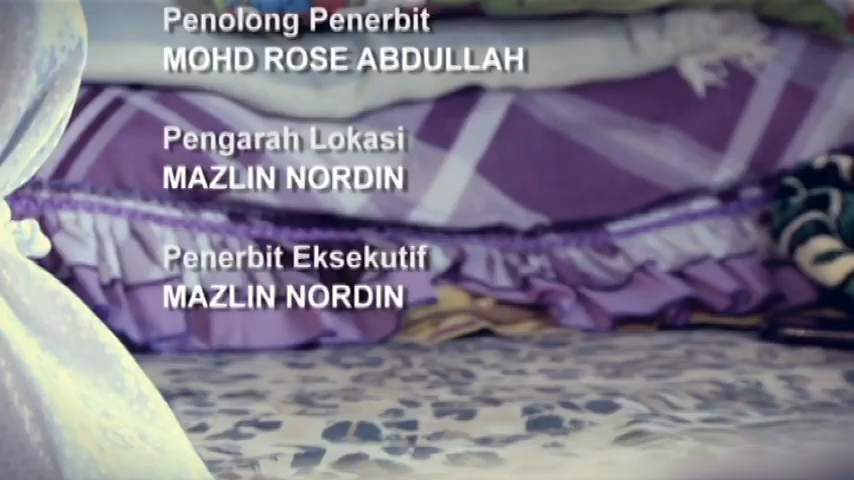 Penolong Penerbit
MOHD ROSE ABDULLAH
Pengarah Lokasi
MAZLIN NORDIN
Penerbit Eksekutif
MAZLIN NORDIN